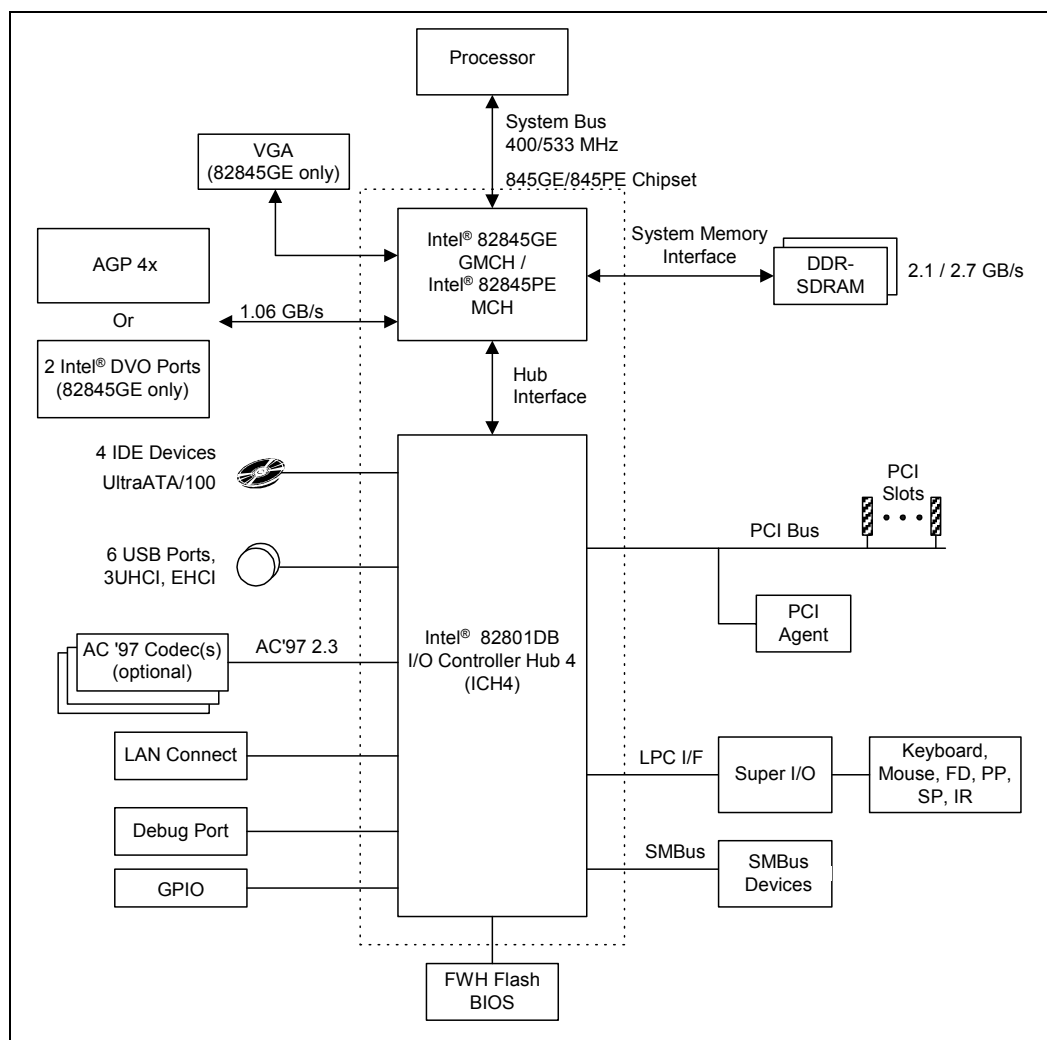 Processor
System Bus
400/533 MHz
VGA
(82845GE only)
845GE/845PE Chipset
Intel® 82845GE
GMCH /
Intel® 82845PE
MCH
System Memory
Interface
DDR-
SDRAM
2.1 / 2.7 GB/s
AGP 4x
Or
1.06 GB/s
2 Intel® DVO Ports
(82845GE only)
Hub
Interface
4 IDE Devices
UltraATA/100
PCI
Slots
PCI Bus
6 USB Ports,
3UHCI, EHCI
PCI
Agent
AC '97 Codec(s)
(optional)
AC'97 2.3
Intel® 82801DB
I/O Controller Hub 4
(ICH4)
LAN Connect
LPC I/F
Super I/O
Keyboard,
Mouse, FD, PP,
SP, IR
Debug Port
SMBus
SMBus
Devices
GPIO
FWH Flash
BIOS